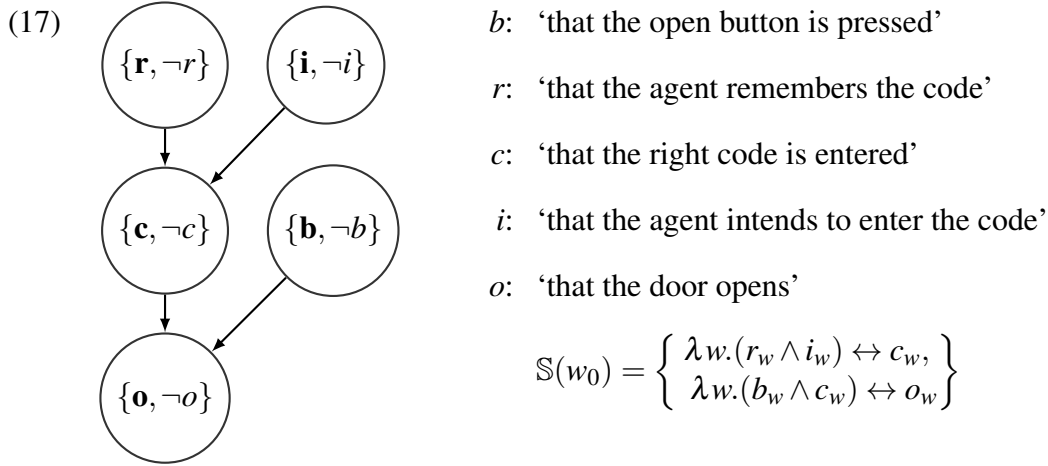 (17)
{r, ¬r} {i, ¬i}
{c, ¬c} {b, ¬b}
{o, ¬o}
b: ‘that the open button is pressed’
r: ‘that the agent remembers the code’
c: ‘that the right code is entered’
i: ‘that the agent intends to enter the code’
o: ‘that the door opens’
𝕊(w₀) = { λw.(r_w ∧ i_w) ↔ c_w,
λw.(b_w ∧ c_w) ↔ o_w }